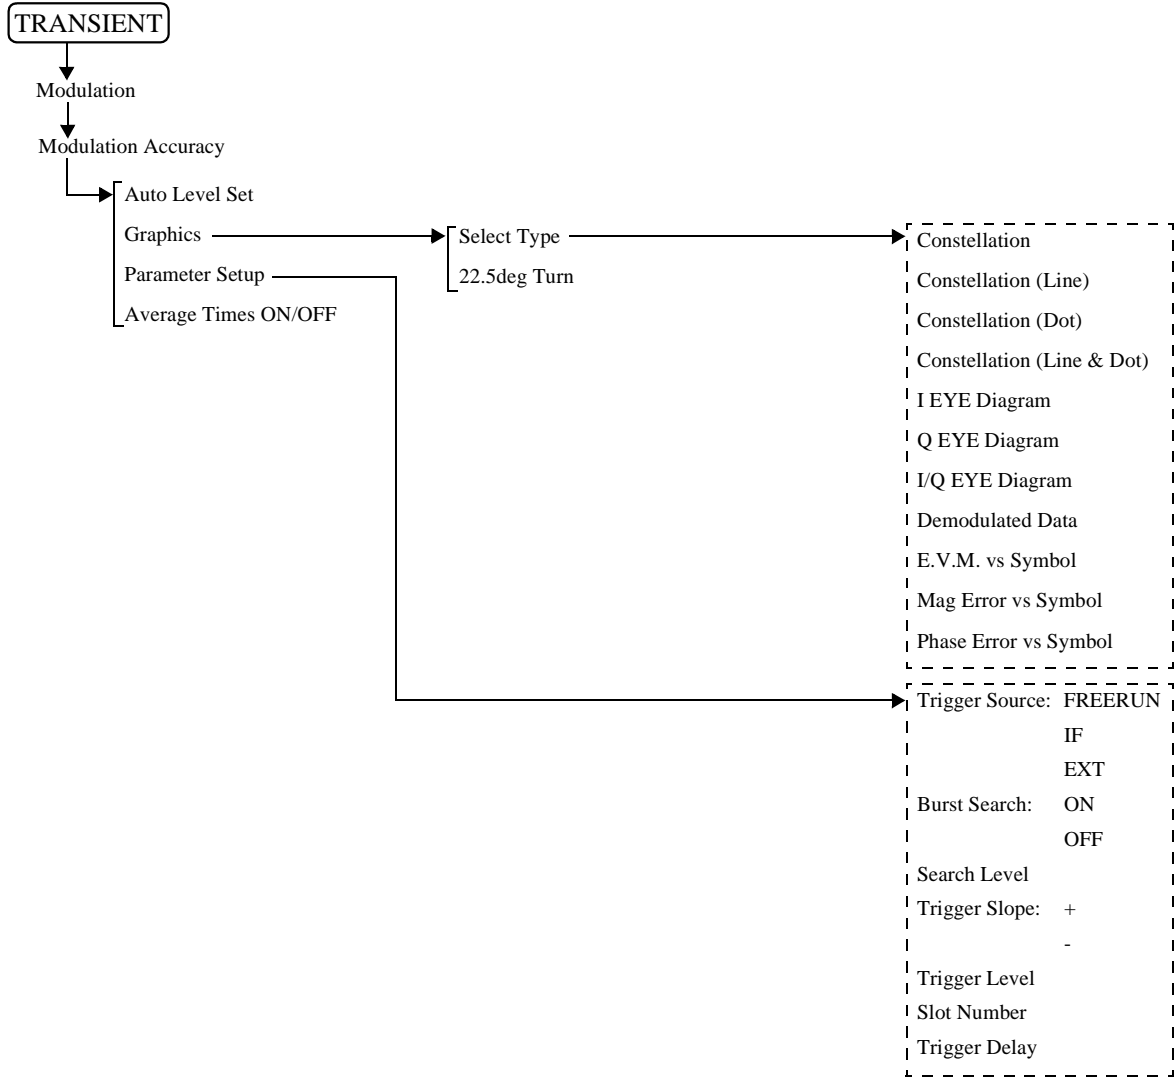 TRANSIENT
Modulation
Modulation Accuracy
Auto Level Set
Graphics
Parameter Setup
Average Times ON/OFF
Select Type
22.5deg Turn
Constellation
Constellation (Line)
Constellation (Dot)
Constellation (Line & Dot)
I EYE Diagram
Q EYE Diagram
I/Q EYE Diagram
Demodulated Data
E.V.M. vs Symbol
Mag Error vs Symbol
Phase Error vs Symbol
Trigger Source: FREERUN
IF
EXT
Burst Search: ON
OFF
Search Level
Trigger Slope: +
-
Trigger Level
Slot Number
Trigger Delay